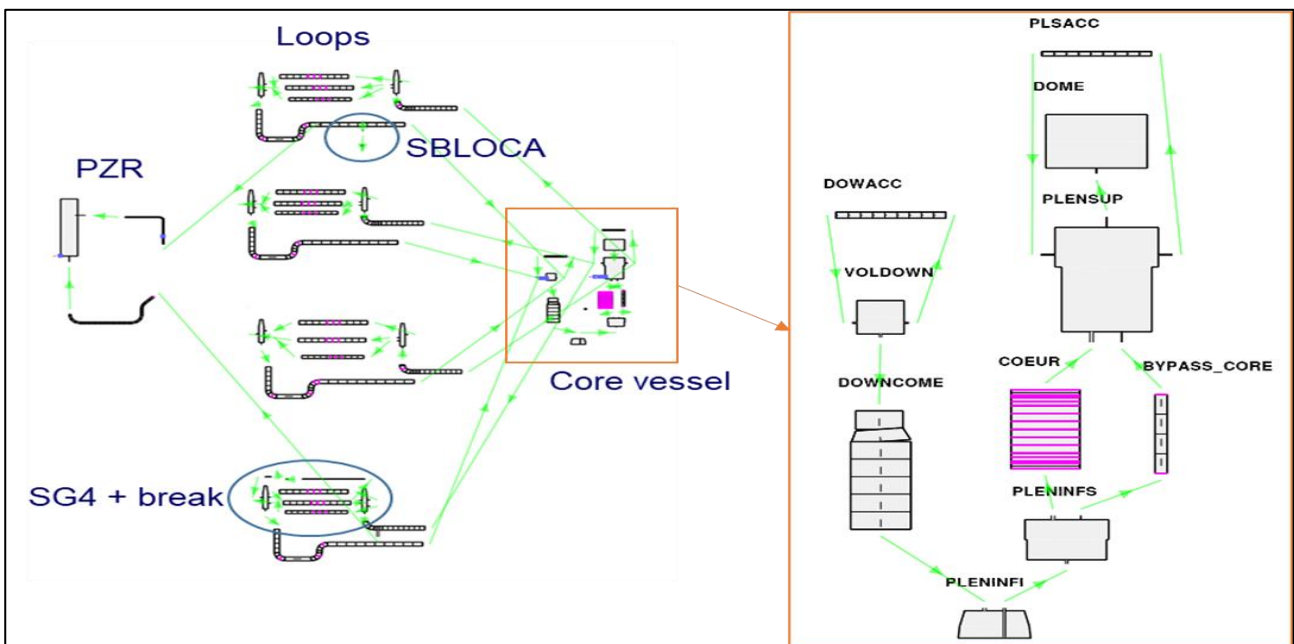 Loops
SBLOCA
PZR
Core vessel
SG4 + break
PLSACC
DOME
DOWACC
PLENSUP
VOLDOWN
COEUR
BYPASS_CORE
DOWNCOME
PLENINFS
PLENINFI